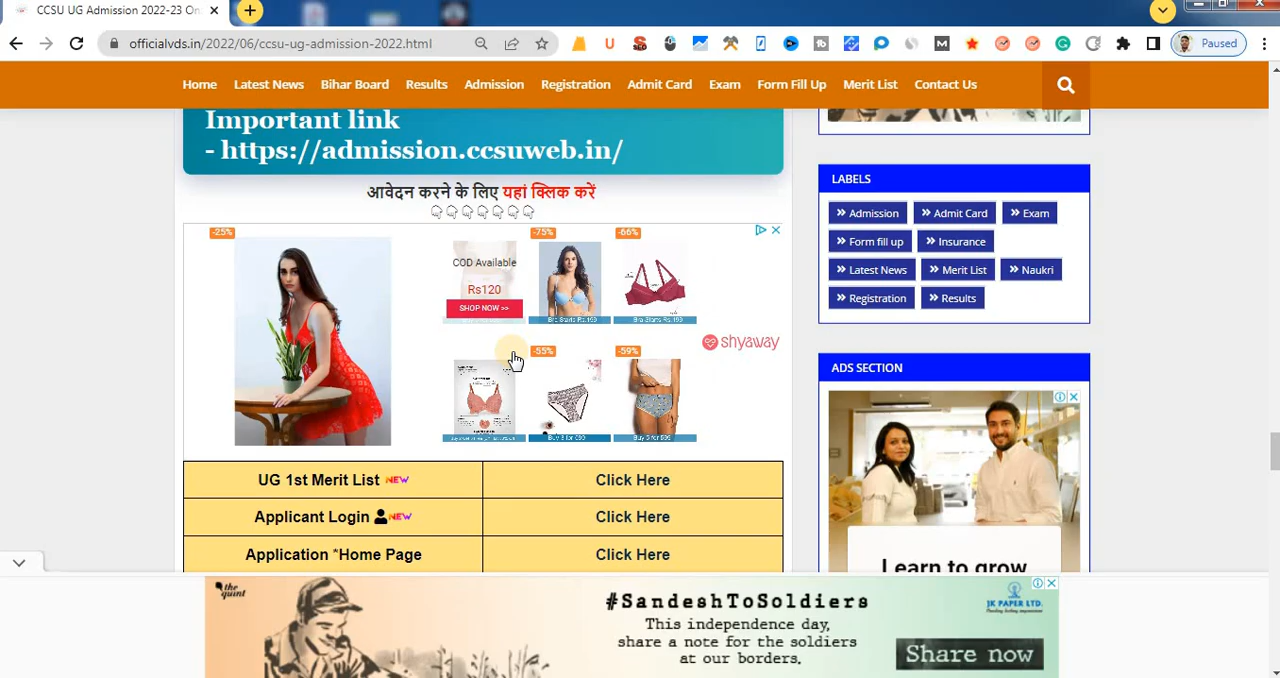 CCSU UG Admission 2022-23 On
officialvds.in/2022/06/ccsu-ug-admission-2022.html
Paused
Home Latest News Bihar Board Results Admission Registration Admit Card Exam Form Fill Up Merit List Contact Us
Important link
- https://admission.ccsuweb.in/
आवेदन करने के लिए यहां क्लिक करें
-25%
COD Available
Rs120
SHOP NOW >>
-75%
-66%
-55%
-59%
shyaway
UG 1st Merit List NEW
Click Here
Applicant Login NEW
Click Here
Application *Home Page
Click Here
LABELS
Admission
Admit Card
Exam
Form fill up
Insurance
Latest News
Merit List
Naukri
Registration
Results
ADS SECTION
Learn to grow
the quint
#SandeshToSoldiers
This independence day,
share a note for the soldiers
at our borders.
JK PAPER LTD.
Share now